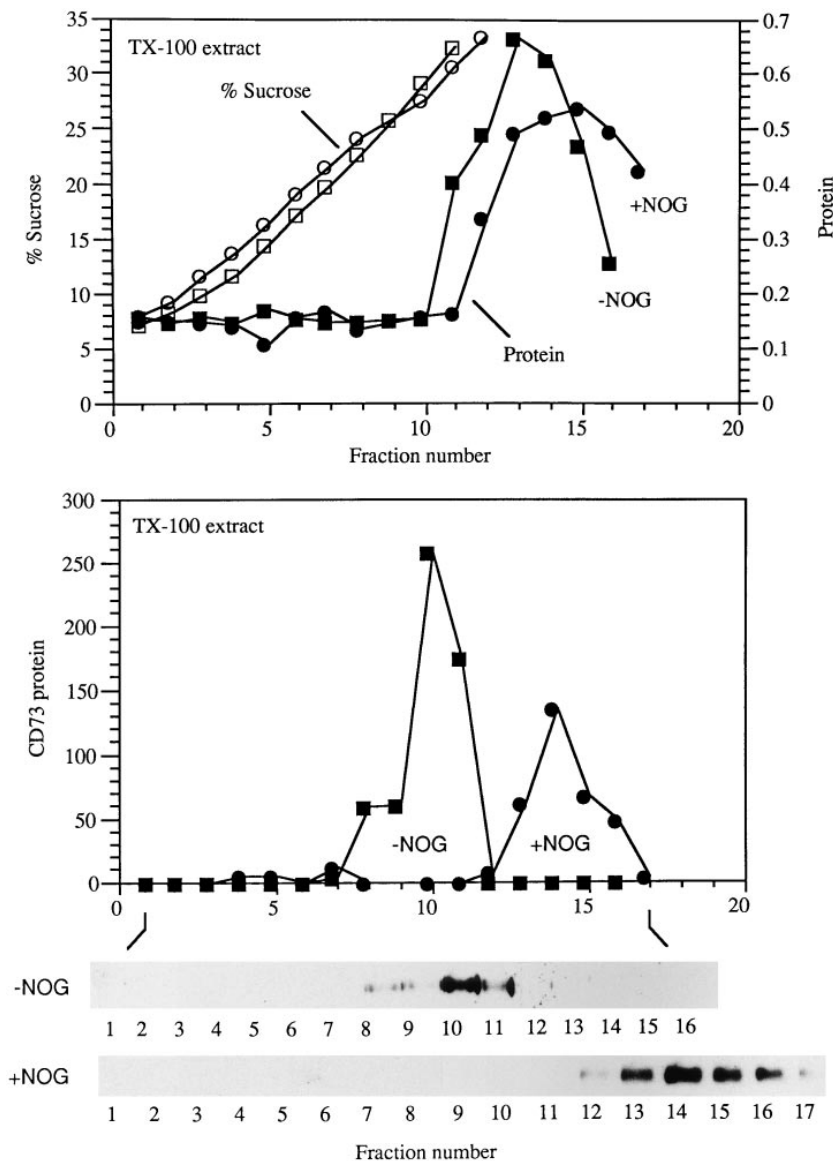 TX-100 extract
% Sucrose
+NOG
-NOG
Protein
35
30
25
20
15
10
5
0
% Sucrose
0.7
0.6
0.5
0.4
0.3
0.2
0.1
0
Protein
0 5 10 15 20
Fraction number
TX-100 extract
300
250
200
150
100
50
0
CD73 protein
-NOG +NOG
0 5 10 15 20
-NOG
1 2 3 4 5 6 7 8 9 10 11 12 13 14 15 16
+NOG
1 2 3 4 5 6 7 8 9 10 11 12 13 14 15 16 17
Fraction number